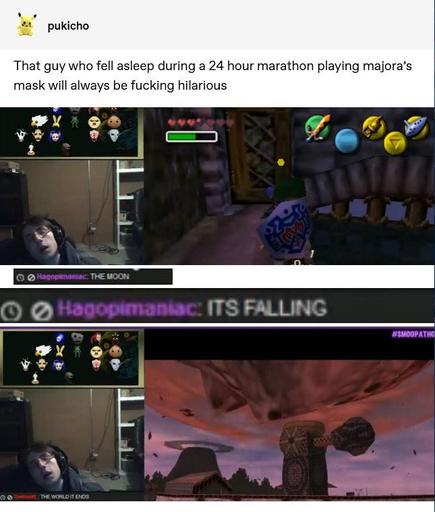 pukicho
That guy who fell asleep during a 24 hour marathon playing majora's
mask will always be fucking hilarious
Hagopimaniac: THE MOON
Hagopimaniac: ITS FALLING
#SMOOPATHO
: THE WORLD IT ENDS